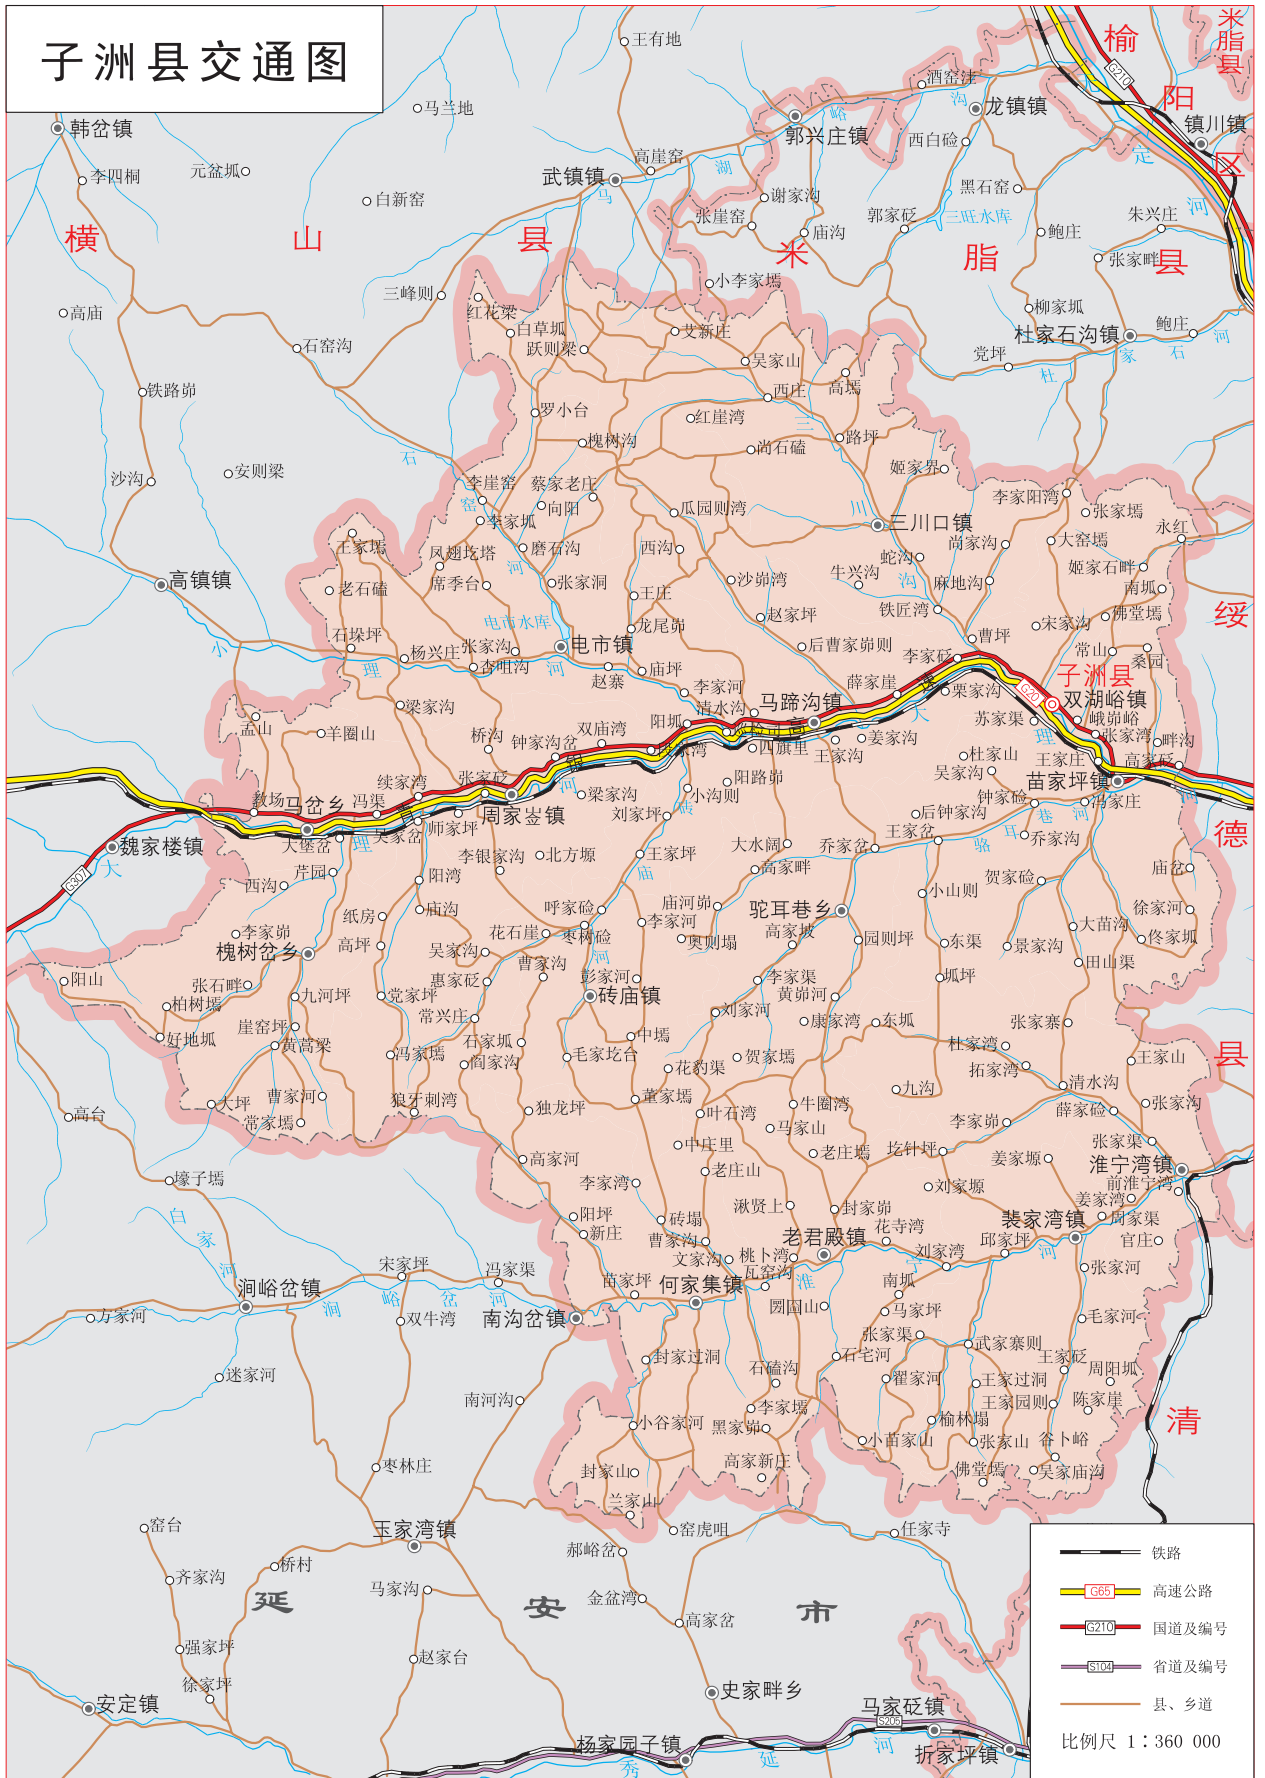 子洲县交通图
榆
阳
区
米脂县
横
山
县
米
脂
县
绥
德
县
清
延
安
市
子洲县
王有地
马兰地
韩岔镇
李四桐
元盆坬
白新窑
武镇镇
高崖窑
郭兴庄镇
酒窑洼
龙镇镇
西白硷
镇川镇
G210
谢家沟
张崖窑
庙沟
郭家砭
黑石窑
三旺水库
鲍庄
朱兴庄
张家畔
小李家墕
柳家坬
杜家石沟镇
鲍庄
党坪
三峰则
高庙
石窑沟
铁路峁
沙沟
安则梁
高镇镇
红花梁
白草坬
跃则梁
艾新庄
吴家山
西庄
高墕
罗小台
红崖湾
槐树沟
尚石磕
路坪
姬家界
李崖窑
蔡家老庄
向阳
李家坬
瓜园则湾
三川口镇
李家阳湾
张家墕
永红
王家墕
凤翅圪塔
磨石沟
西沟
蛇沟
尚家沟
大窑墕
姬家石畔
老石磕
席季台
张家洞
王庄
沙峁湾
牛兴沟
麻地沟
南坬
电市水库
龙尾峁
赵家坪
铁匠湾
宋家沟
佛堂墕
石垛坪
杨兴庄
张家沟
杏咀沟
电市镇
后曹家峁则
曹坪
常山
桑园
赵寨
庙坪
李家河
李家砭
薛家崖
栗家沟
G20
双湖峪镇
孟山
梁家沟
羊圈山
清水沟
马蹄沟镇
苏家渠
峨峁峪
桥沟
钟家沟岔
双庙湾
阳坬
巡检司
四旗里
王家沟
姜家沟
张家湾
畔沟
续家湾
张家砭
阳路峁
杜家山
吴家沟
王家庄
高家砭
苗家坪镇
教场
马岔乡
冯渠
周家崄镇
梁家沟
刘家坪
小沟则
后钟家沟
钟家硷
冯家庄
魏家楼镇
G307
大堡岔
吴家岔
师家坪
李银家沟
北方塬
王家坪
大水阔
高家畔
乔家岔
王家岔
乔家沟
芹园
西沟
阳湾
庙沟
纸房
呼家硷
庙河峁
驼耳巷乡
小山则
贺家硷
庙岔
徐家河
李家峁
槐树岔乡
高坪
吴家沟
花石崖
枣树硷
李家河
奥则塌
高家坡
园则坪
东渠
景家沟
大苗沟
佟家坬
田山渠
阳山
张石畔
柏树墕
九河坪
党家坪
惠家砭
曹家沟
彭家河
砖庙镇
李家渠
黄峁河
坬坪
好地坬
崖窑坪
黄蒿梁
常兴庄
石家坬
中墕
刘家河
康家湾
东坬
张家寨
杜家湾
冯家墕
阎家沟
毛家圪台
花豹渠
贺家墕
拓家湾
王家山
曹家河
大坪
常家墕
狼牙刺湾
独龙坪
董家墕
叶石湾
牛圈湾
九沟
清水沟
薛家硷
张家沟
高台
马家山
李家峁
张家渠
中庄里
老庄墕
圪针坪
姜家塬
淮宁湾镇
壕子墕
高家河
李家湾
老庄山
刘家塬
前淮宁湾
姜家湾
阳坪
新庄
砖塌
湫贤上
封家峁
花寺湾
裴家湾镇
周家渠
官庄
曹家沟
文家沟
桃卜湾
老君殿镇
刘家湾
邱家坪
张家河
宋家坪
冯家渠
苗家坪
何家集镇
瓦窑沟
南坬
涧峪岔镇
方家河
双牛湾
南沟岔镇
圐圙山
马家坪
毛家河
张家渠
武家寨则
迷家河
封家过洞
石磕沟
石宅河
翟家河
王家过洞
王家砭
周阳坬
南河沟
李家墕
王家园则
陈家崖
小谷家河
黑家峁
榆林塌
小苗家山
张家山
谷卜峪
枣林庄
封家山
高家新庄
佛堂墕
吴家庙沟
兰家山
窑台
玉家湾镇
窑虎咀
任家寺
郝峪岔
齐家沟
桥村
马家沟
金盆湾
高家岔
强家坪
赵家台
徐家坪
安定镇
史家畔乡
马家砭镇
S205
杨家园子镇
折家坪镇
铁路
G65 高速公路
G210 国道及编号
S104 省道及编号
县、乡道
比例尺 1：360 000